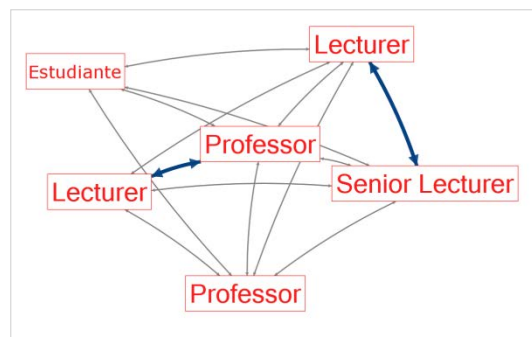 Lecturer
Estudiante
Professor
Lecturer
Senior Lecturer
Professor